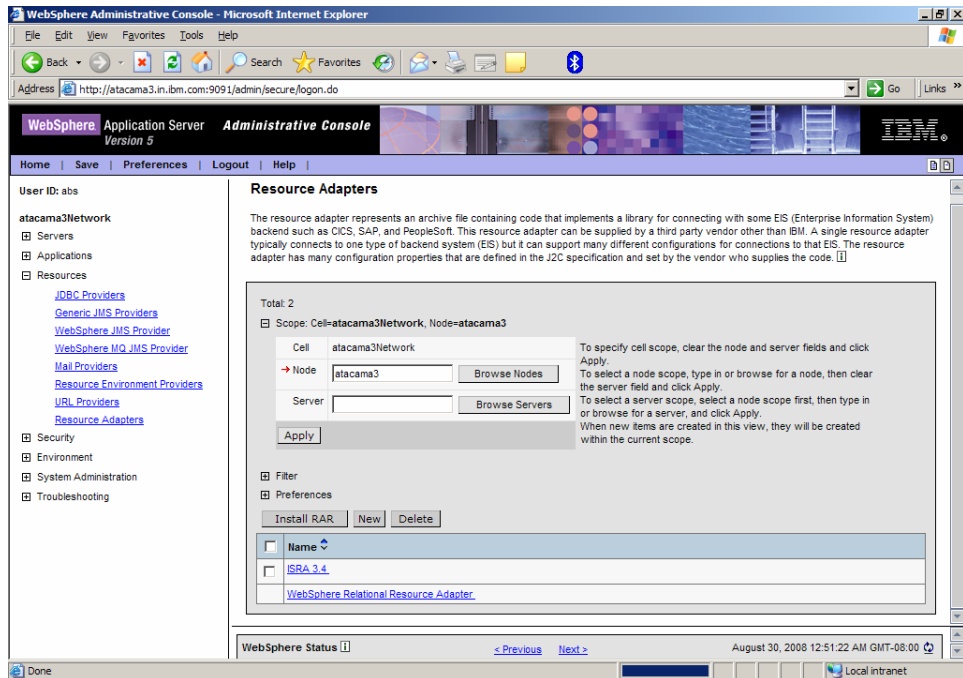 WebSphere Administrative Console - Microsoft Internet Explorer
File Edit View Favorites Tools Help
Back Search Favorites
Address http://atacama3.in.ibm.com:9091/admin/secure/logon.do Go Links »
WebSphere. Application Server Administrative Console
Version 5
IBM.
Home | Save | Preferences | Logout | Help |
User ID: abs
atacama3Network
Servers
Applications
Resources
JDBC Providers
Generic JMS Providers
WebSphere JMS Provider
WebSphere MQ JMS Provider
Mail Providers
Resource Environment Providers
URL Providers
Resource Adapters
Security
Environment
System Administration
Troubleshooting
Resource Adapters
The resource adapter represents an archive file containing code that implements a library for connecting with some EIS (Enterprise Information System)
backend such as CICS, SAP, and PeopleSoft. This resource adapter can be supplied by a third party vendor other than IBM. A single resource adapter
typically connects to one type of backend system (EIS) but it can support many different configurations for connections to that EIS. The resource
adapter has many configuration properties that are defined in the J2C specification and set by the vendor who supplies the code. i
Total: 2
Scope: Cell=atacama3Network, Node=atacama3
Cell atacama3Network
Node atacama3 Browse Nodes
Server Browse Servers
Apply
To specify cell scope, clear the node and server fields and click
Apply.
To select a node scope, type in or browse for a node, then clear
the server field and click Apply.
To select a server scope, select a node scope first, then type in
or browse for a server, and click Apply.
When new items are created in this view, they will be created
within the current scope.
Filter
Preferences
Install RAR New Delete
Name
ISRA 3.4
WebSphere Relational Resource Adapter
WebSphere Status i < Previous Next > August 30, 2008 12:51:22 AM GMT-08:00
Done Local intranet